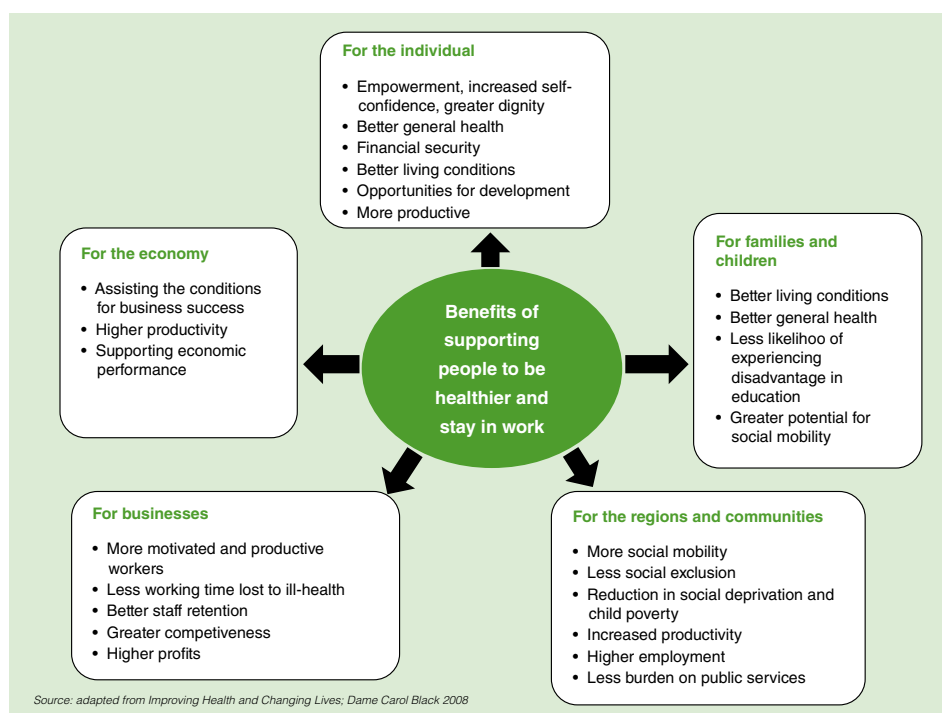 For the individual
• Empowerment, increased self-
confidence, greater dignity
• Better general health
• Financial security
• Better living conditions
• Opportunities for development
• More productive
For the economy
• Assisting the conditions
for business success
• Higher productivity
• Supporting economic
performance
Benefits of
supporting
people to be
healthier and
stay in work
For families and
children
• Better living conditions
• Better general health
• Less likelihoo of
experiencing
disadvantage in
education
• Greater potential for
social mobility
For businesses
• More motivated and productive
workers
• Less working time lost to ill-health
• Better staff retention
• Greater competiveness
• Higher profits
For the regions and communities
• More social mobility
• Less social exclusion
• Reduction in social deprivation and
child poverty
• Increased productivity
• Higher employment
• Less burden on public services
Source: adapted from Improving Health and Changing Lives; Dame Carol Black 2008